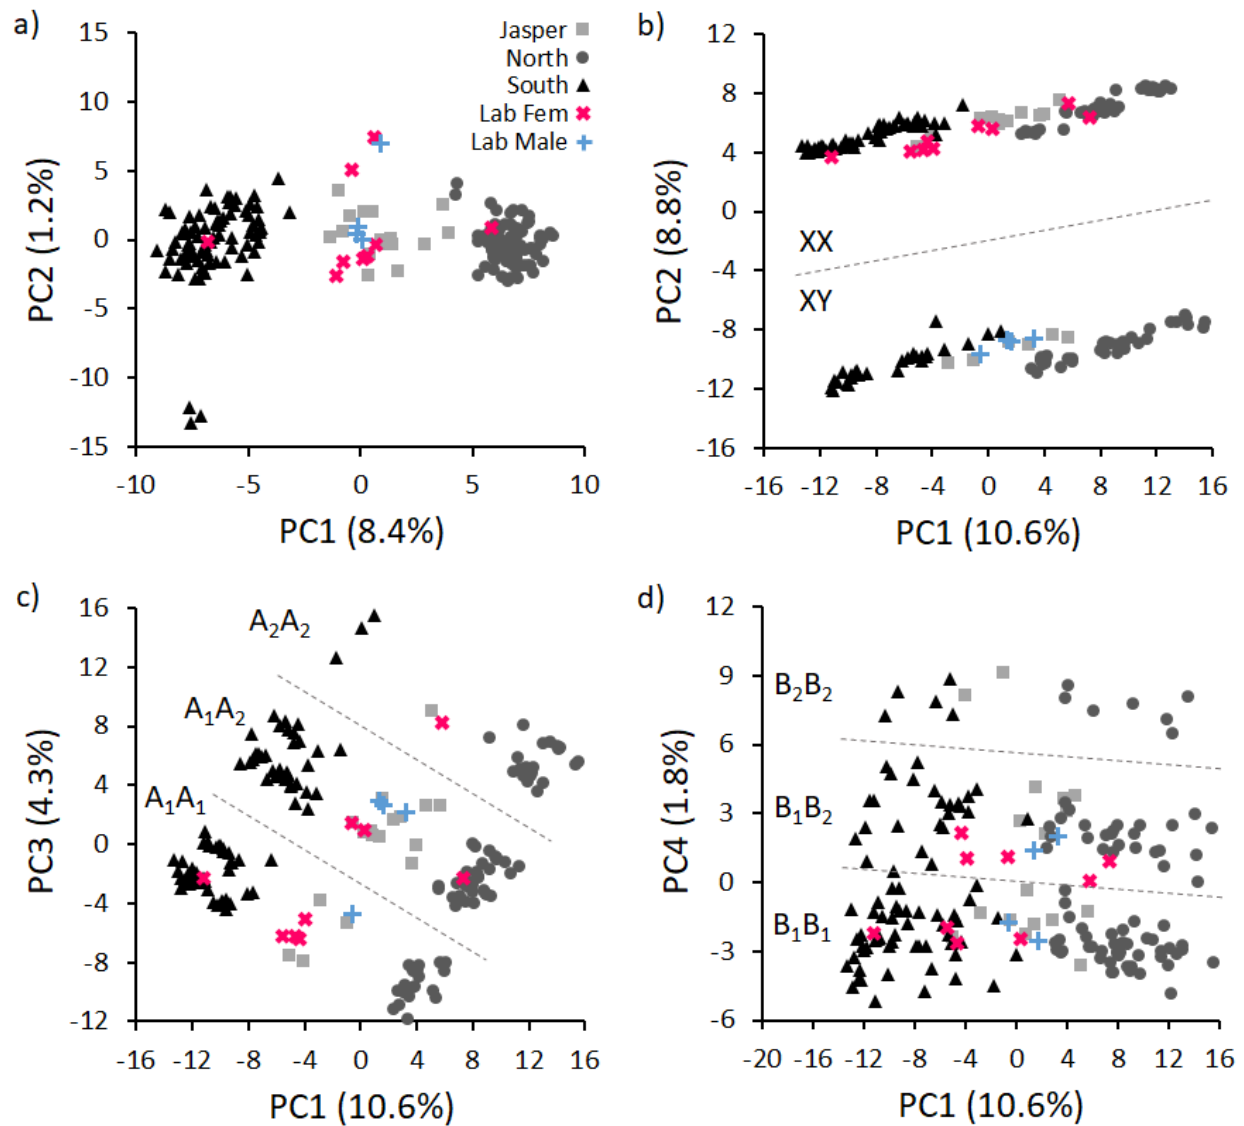 a)
15
10
5
0
-5
-10
-15
-10 -5 0 5 10
PC2 (1.2%)
PC1 (8.4%)
Jasper
North
South
Lab Fem
Lab Male
b)
12
8
4
0
-4
-8
-12
-16
-16 -12 -8 -4 0 4 8 12 16
PC2 (8.8%)
PC1 (10.6%)
XX
XY
c)
16
12
8
4
0
-4
-8
-12
-16 -12 -8 -4 0 4 8 12 16
PC3 (4.3%)
PC1 (10.6%)
A₂A₂
A₁A₂
A₁A₁
d)
12
9
6
3
0
-3
-6
-20 -16 -12 -8 -4 0 4 8 12 16
PC4 (1.8%)
PC1 (10.6%)
B₂B₂
B₁B₂
B₁B₁